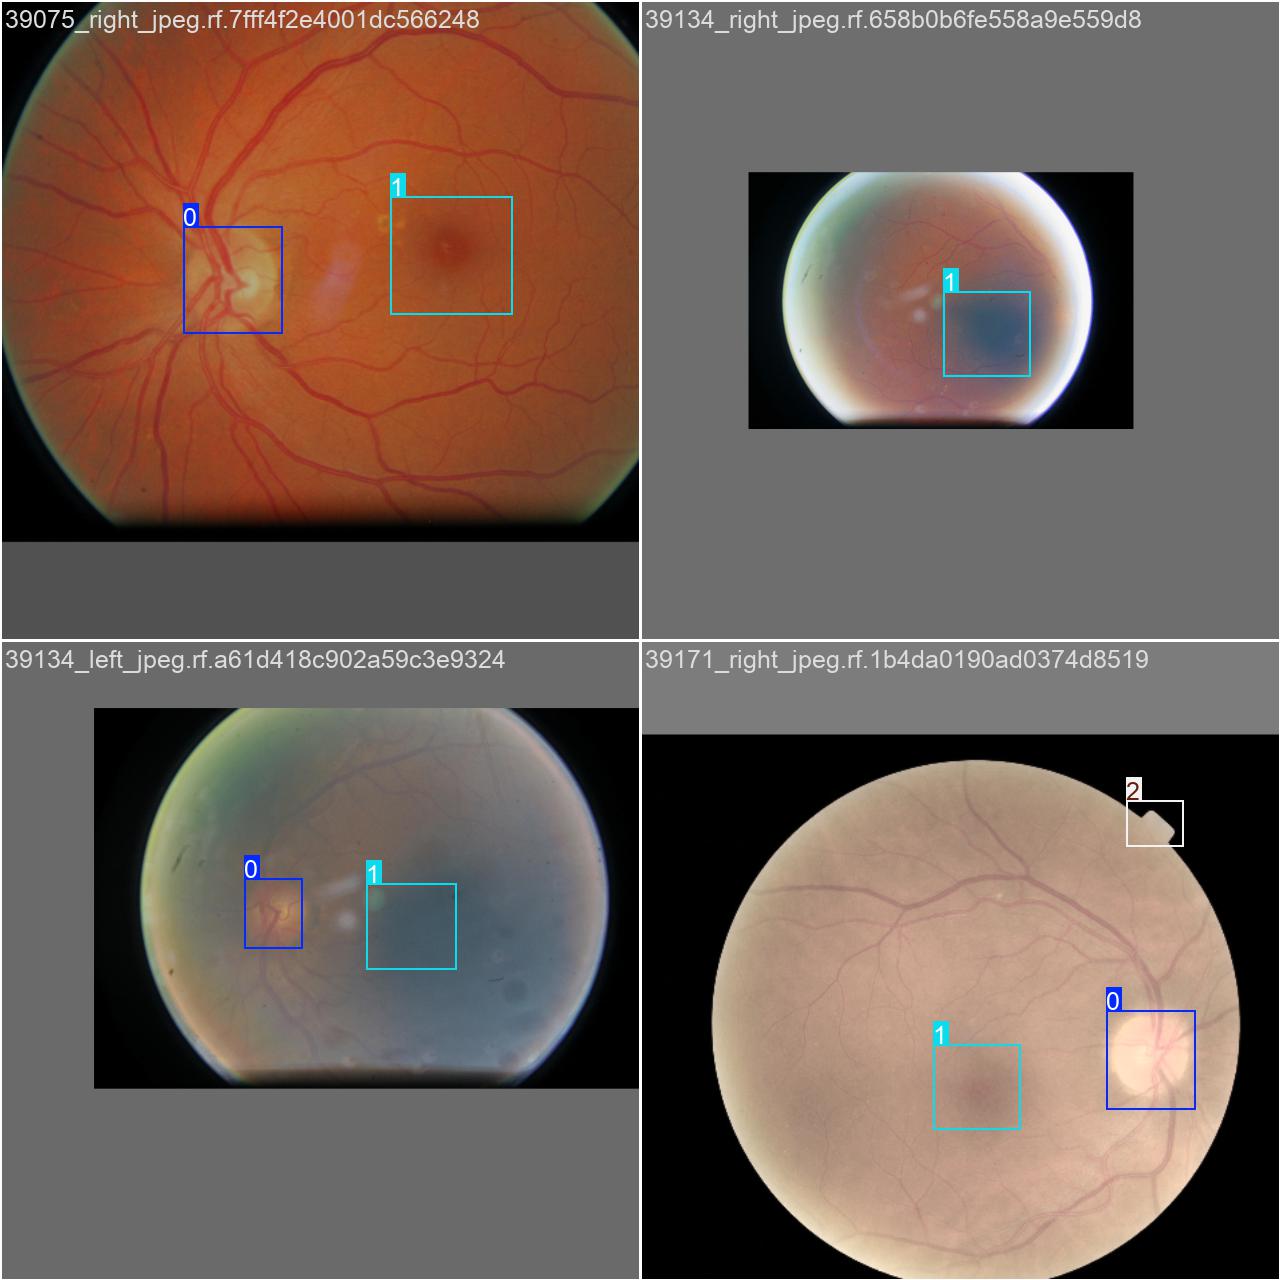 39075_right_jpeg.rf.7fff4f2e4001dc566248
39134_right_jpeg.rf.658b0b6fe558a9e559d8
1
0
1
39134_left_jpeg.rf.a61d418c902a59c3e9324
39171_right_jpeg.rf.1b4da0190ad0374d8519
2
0
1
0
1